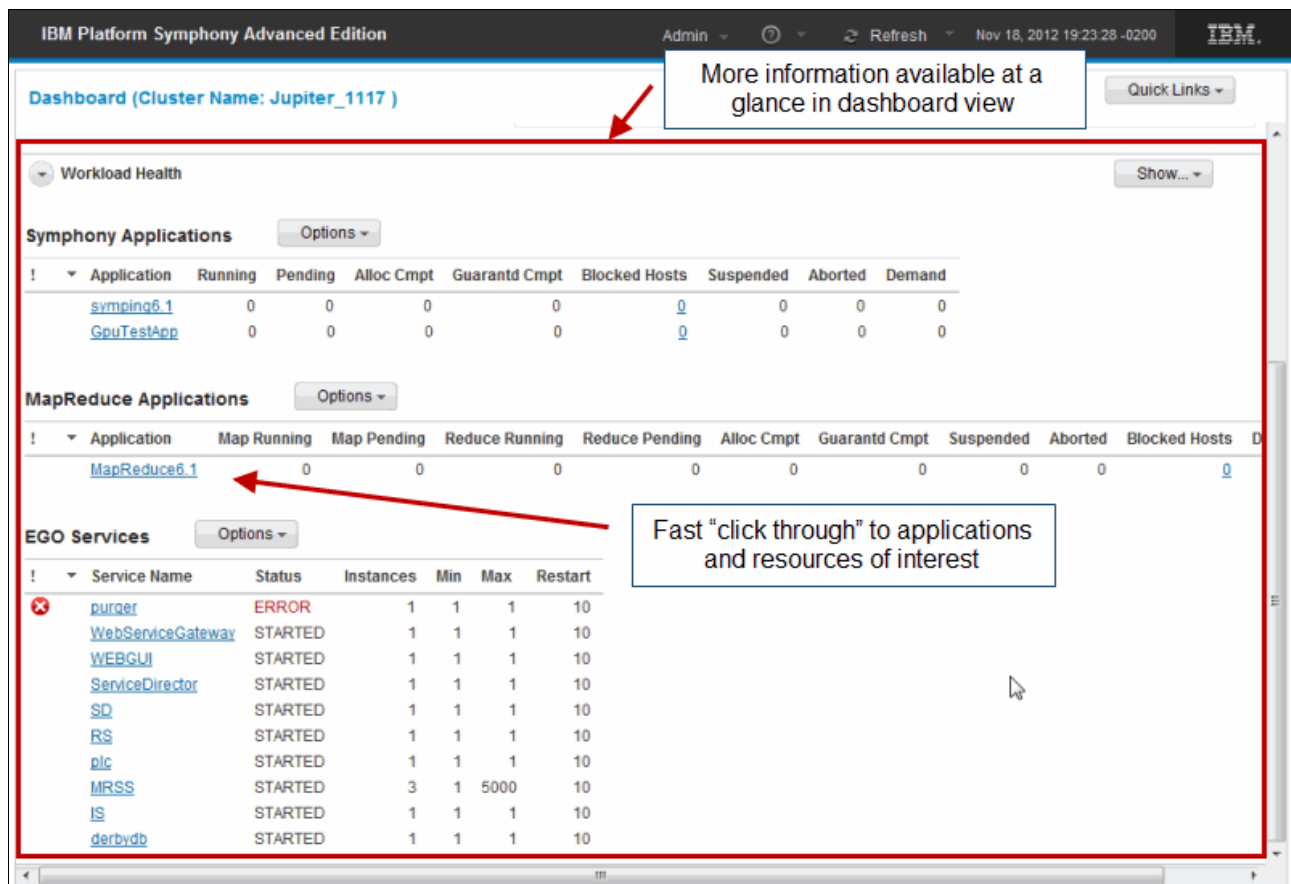 IBM Platform Symphony Advanced Edition Admin ? Refresh Nov 18, 2012 19:23:28 -0200 IBM.
More information available at a
glance in dashboard view
Dashboard (Cluster Name: Jupiter_1117 ) Quick Links
Workload Health Show...
Symphony Applications Options
! Application Running Pending Alloc Cmpt Guarantd Cmpt Blocked Hosts Suspended Aborted Demand
symping6.1 0 0 0 0 0 0 0 0
GpuTestApp 0 0 0 0 0 0 0 0
MapReduce Applications Options
! Application Map Running Map Pending Reduce Running Reduce Pending Alloc Cmpt Guarantd Cmpt Suspended Aborted Blocked Hosts D
MapReduce6.1 0 0 0 0 0 0 0 0 0
Fast “click through” to applications
and resources of interest
EGO Services Options
! Service Name Status Instances Min Max Restart
purger ERROR 1 1 1 10
WebServiceGateway STARTED 1 1 1 10
WEBGUI STARTED 1 1 1 10
ServiceDirector STARTED 1 1 1 10
SD STARTED 1 1 1 10
RS STARTED 1 1 1 10
plc STARTED 1 1 1 10
MRSS STARTED 3 1 5000 10
IS STARTED 1 1 1 10
derbydb STARTED 1 1 1 10